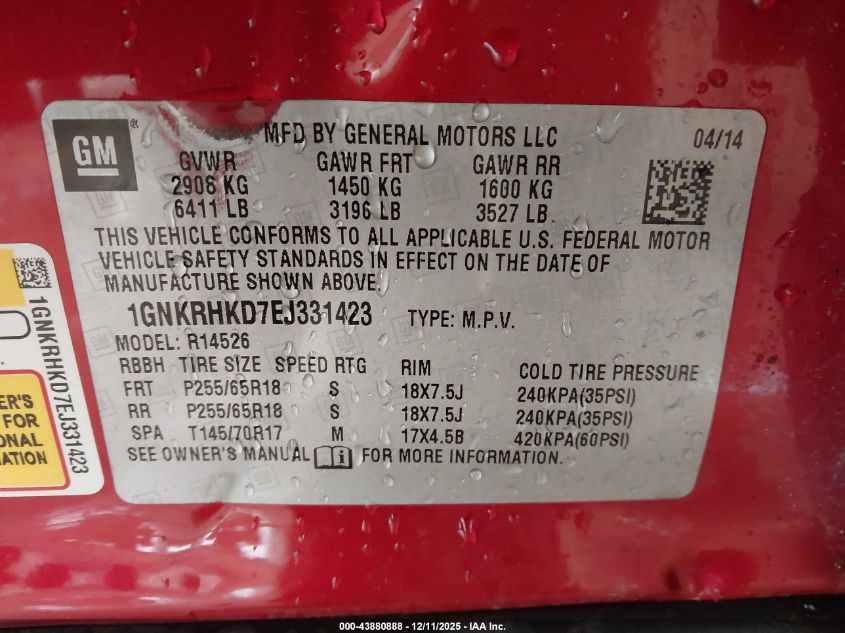 GM
MFD BY GENERAL MOTORS LLC 04/14
GVWR GAWR FRT GAWR RR
2906 KG 1450 KG 1600 KG
6411 LB 3196 LB 3527 LB
THIS VEHICLE CONFORMS TO ALL APPLICABLE U.S. FEDERAL MOTOR
VEHICLE SAFETY STANDARDS IN EFFECT ON THE DATE OF
MANUFACTURE SHOWN ABOVE.
1GNKRHKD7EJ331423 TYPE: M.P.V.
MODEL: R14526
RBBH TIRE SIZE SPEED RTG RIM COLD TIRE PRESSURE
FRT P255/65R18 S 18X7.5J 240KPA(35PSI)
RR P255/65R18 S 18X7.5J 240KPA(35PSI)
SPA T145/70R17 M 17X4.5B 420KPA(60PSI)
SEE OWNER'S MANUAL FOR MORE INFORMATION.
1GNKRHKD7EJ331423
ER'S
FOR
ONAL
ATION
000-43880888 - 12/11/2025 - IAA Inc.